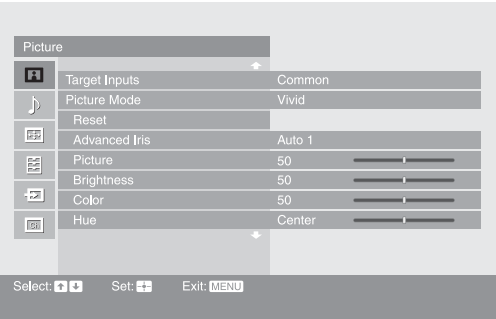 Picture
Target Inputs Common
Picture Mode Vivid
Reset
Advanced Iris Auto 1
Picture 50
Brightness 50
Color 50
Hue Center
Select: Set: Exit: MENU